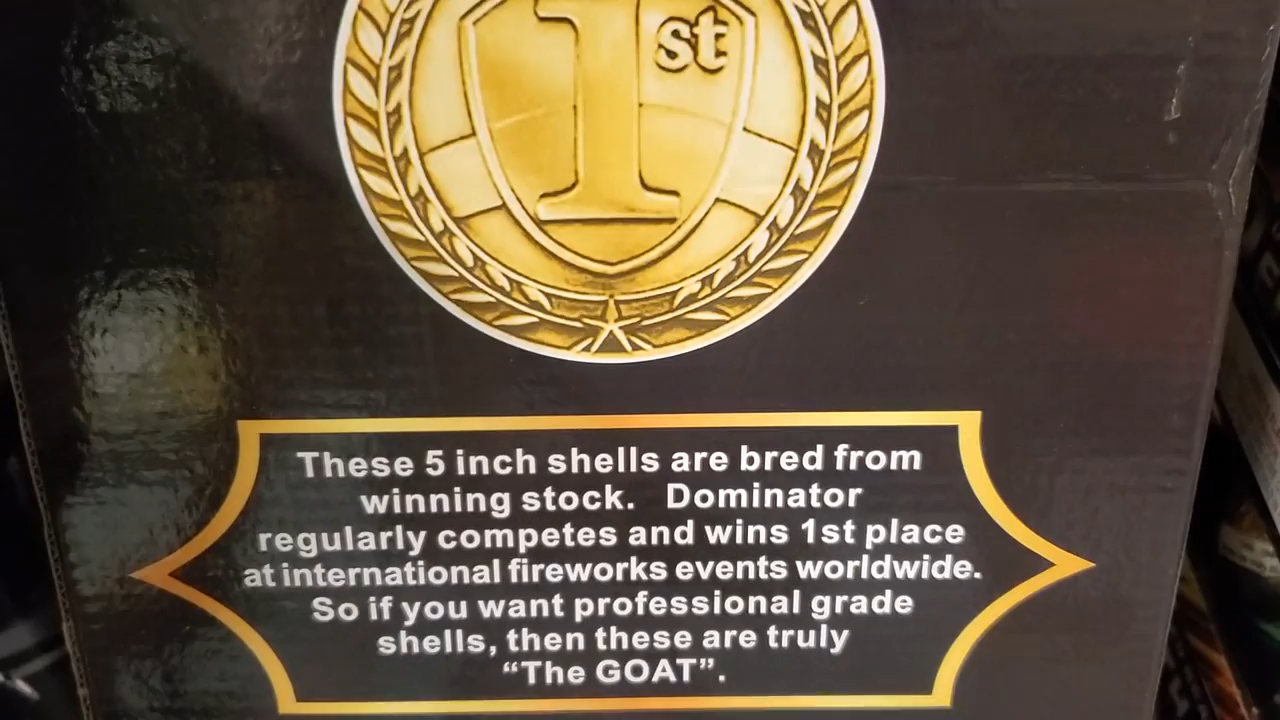 1st
These 5 inch shells are bred from
winning stock. Dominator
regularly competes and wins 1st place
at international fireworks events worldwide.
So if you want professional grade
shells, then these are truly
“The GOAT”.